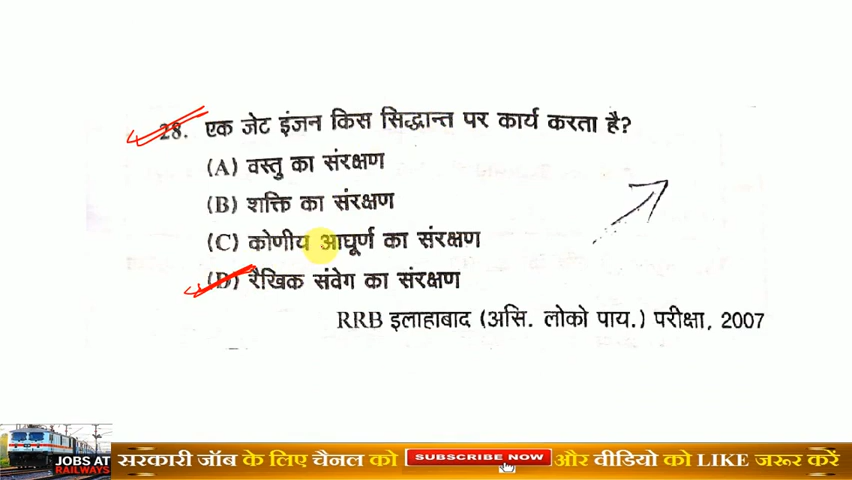 28. एक जेट इंजन किस सिद्धान्त पर कार्य करता है?
(A) वस्तु का संरक्षण
(B) शक्ति का संरक्षण
(C) कोणीय आघूर्ण का संरक्षण
(D) रैखिक संवेग का संरक्षण
RRB इलाहाबाद (असि. लोको पाय.) परीक्षा, 2007
JOBS AT
RAILWAYS
सरकारी जॉब के लिए चैनल को SUBSCRIBE NOW और वीडियो को LIKE जरूर करें